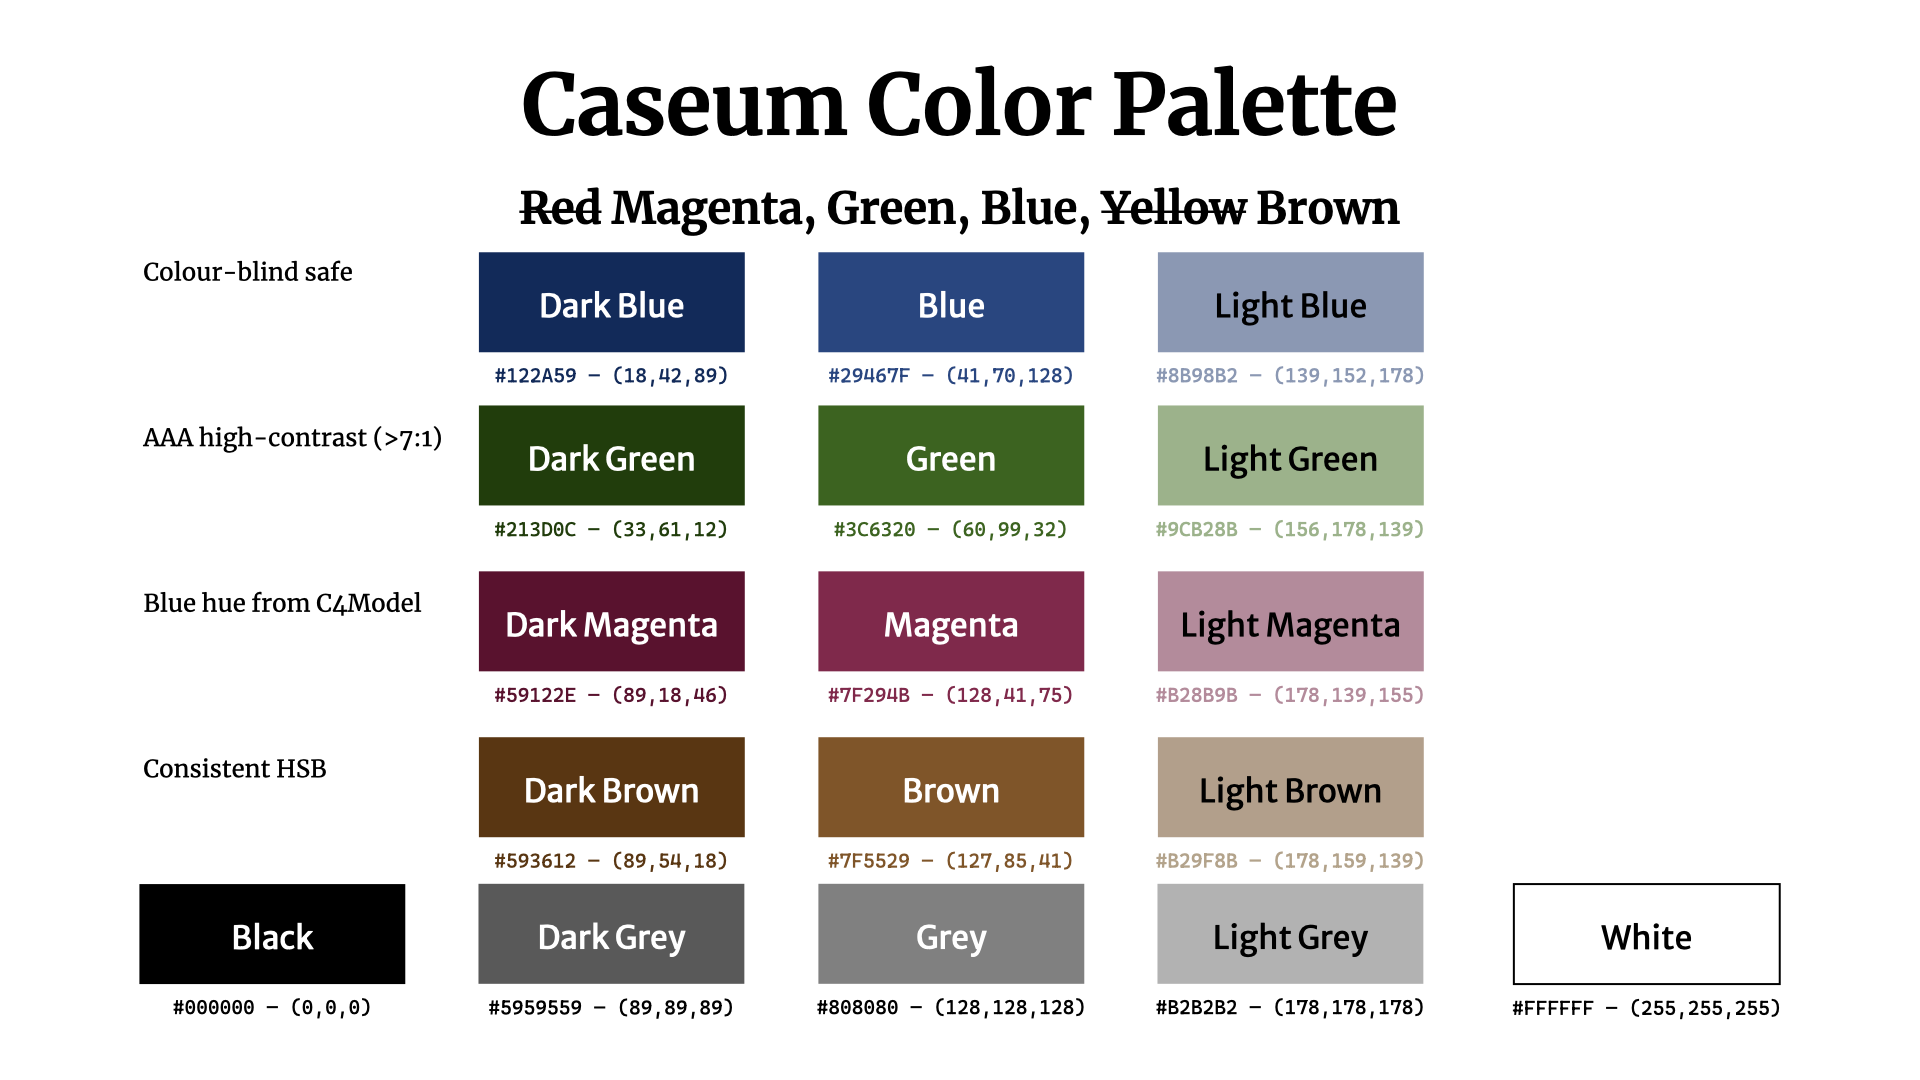 Caseum Color Palette
Red Magenta, Green, Blue, Yellow Brown
Colour-blind safe
Dark Blue
Blue
Light Blue
#122A59 – (18,42,89)
#29467F – (41,70,128)
#8B98B2 – (139,152,178)
AAA high-contrast (>7:1)
Dark Green
Green
Light Green
#213D0C – (33,61,12)
#3C6320 – (60,99,32)
#9CB28B – (156,178,139)
Blue hue from C4Model
Dark Magenta
Magenta
Light Magenta
#59122E – (89,18,46)
#7F294B – (128,41,75)
#B28B9B – (178,139,155)
Consistent HSB
Dark Brown
Brown
Light Brown
#593612 – (89,54,18)
#7F5529 – (127,85,41)
#B29F8B – (178,159,139)
Black
Dark Grey
Grey
Light Grey
White
#000000 – (0,0,0)
#5959559 – (89,89,89)
#808080 – (128,128,128)
#B2B2B2 – (178,178,178)
#FFFFFF – (255,255,255)